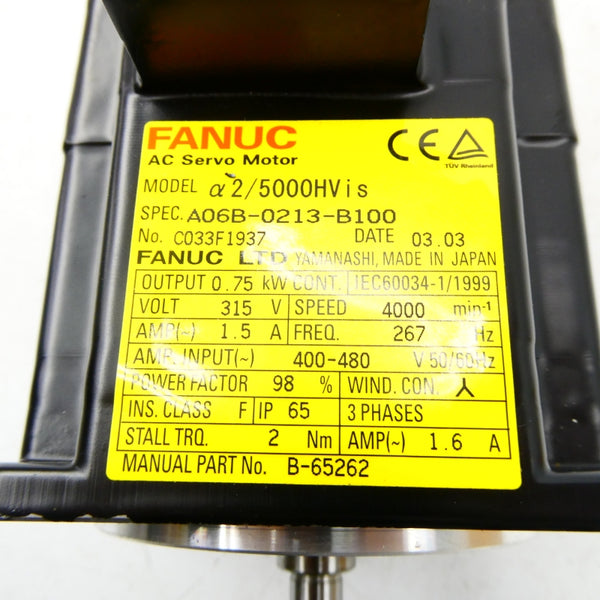 FANUC
AC Servo Motor
CE
TÜV Rheinland
MODEL α 2/5000HVis
SPEC. A06B-0213-B100
No. C033F1937 DATE 03.03
FANUC LTD YAMANASHI, MADE IN JAPAN
OUTPUT 0.75 kW CONT. IEC60034-1/1999
VOLT 315 V SPEED 4000 min-1
AMP(~) 1.5 A FREQ. 267 Hz
AMP. INPUT(~) 400-480 V 50/60Hz
POWER FACTOR 98 % WIND. CON.
INS. CLASS F IP 65 3 PHASES
STALL TRQ. 2 Nm AMP(~) 1.6 A
MANUAL PART No. B-65262